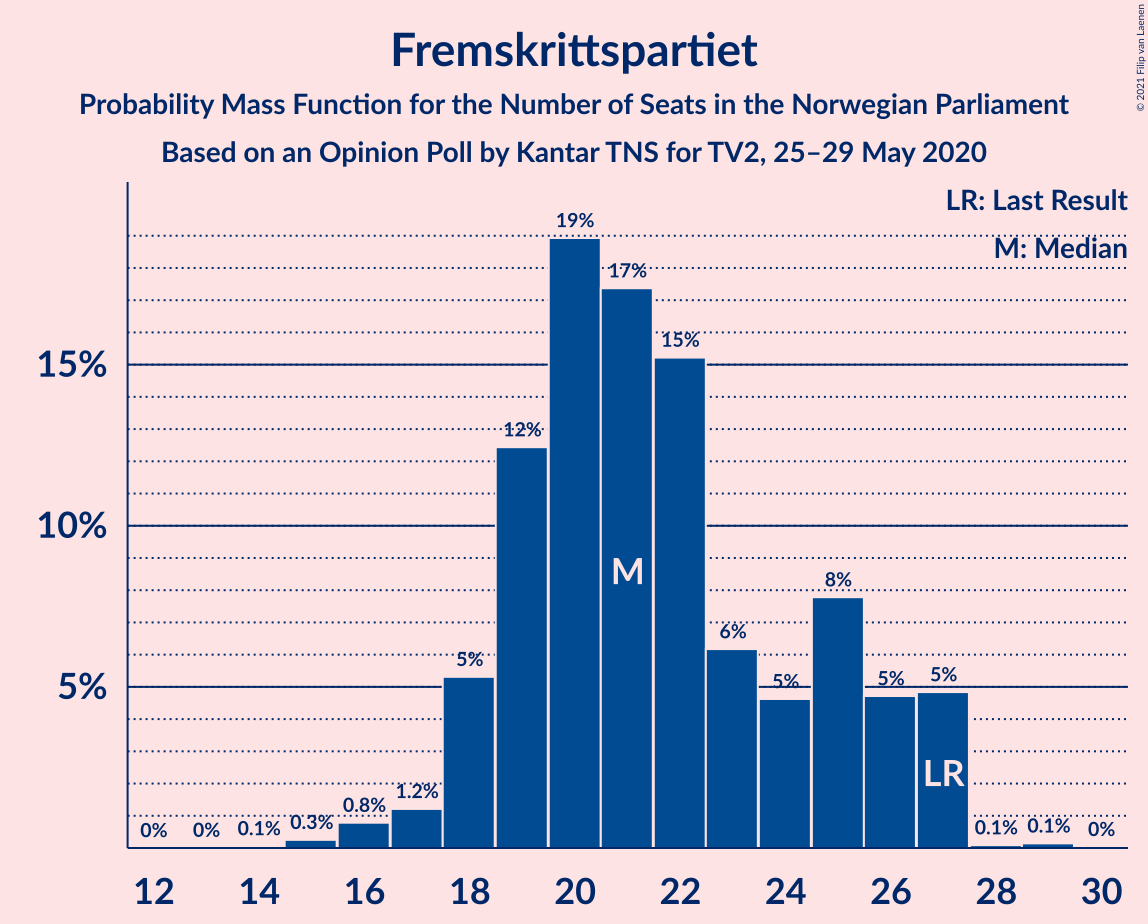 Fremskrittspartiet
Probability Mass Function for the Number of Seats in the Norwegian Parliament
Based on an Opinion Poll by Kantar TNS for TV2, 25–29 May 2020
© 2021 Filip van Laenen
LR: Last Result
M: Median
15%
10%
5%
0%
0%
0.1%
0.3%
0.8%
1.2%
5%
12%
19%
17%
15%
6%
5%
8%
5%
5%
0.1%
0.1%
0%
M
LR
12 14 16 18 20 22 24 26 28 30